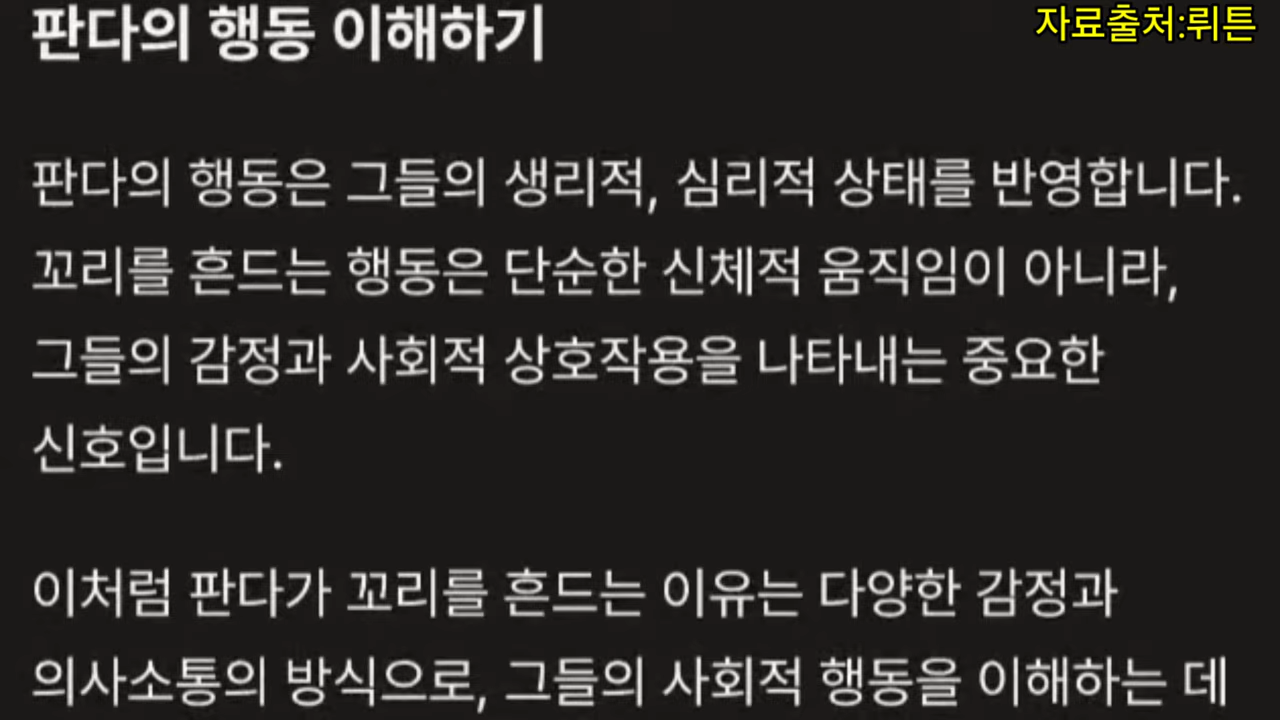 판다의 행동 이해하기
자료출처:뤼튼
판다의 행동은 그들의 생리적, 심리적 상태를 반영합니다.
꼬리를 흔드는 행동은 단순한 신체적 움직임이 아니라,
그들의 감정과 사회적 상호작용을 나타내는 중요한
신호입니다.
이처럼 판다가 꼬리를 흔드는 이유는 다양한 감정과
의사소통의 방식으로, 그들의 사회적 행동을 이해하는 데